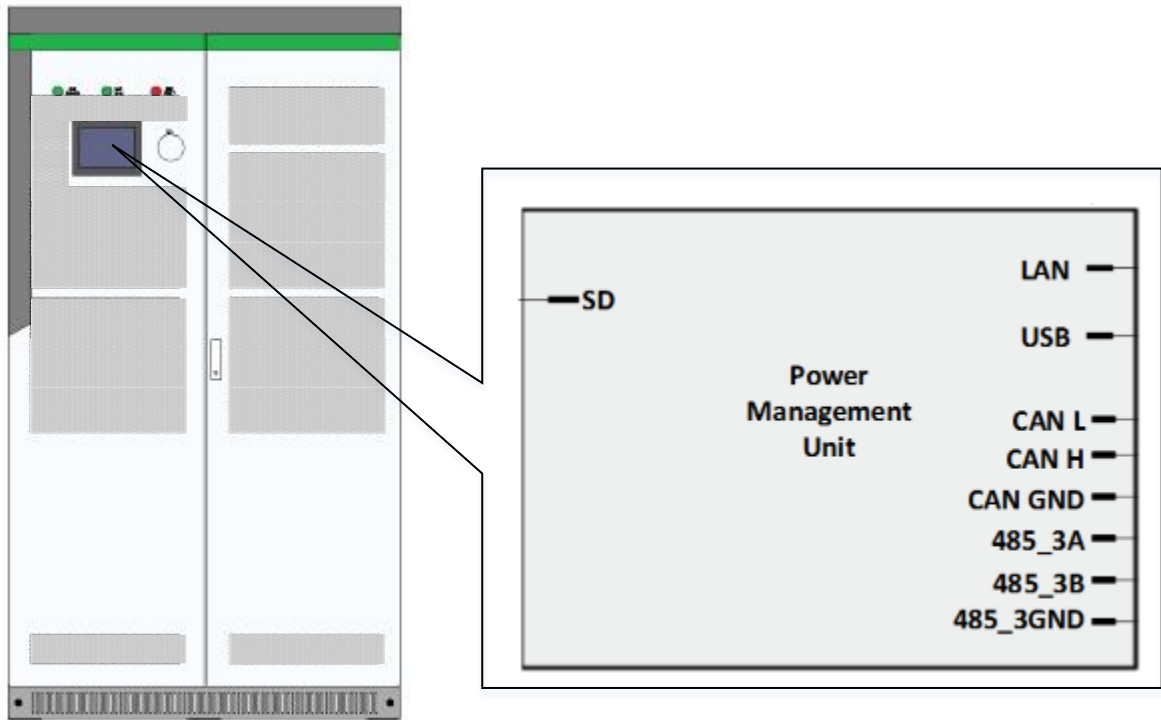 SD
LAN
USB
Power
Management
Unit
CAN L
CAN H
CAN GND
485_3A
485_3B
485_3GND